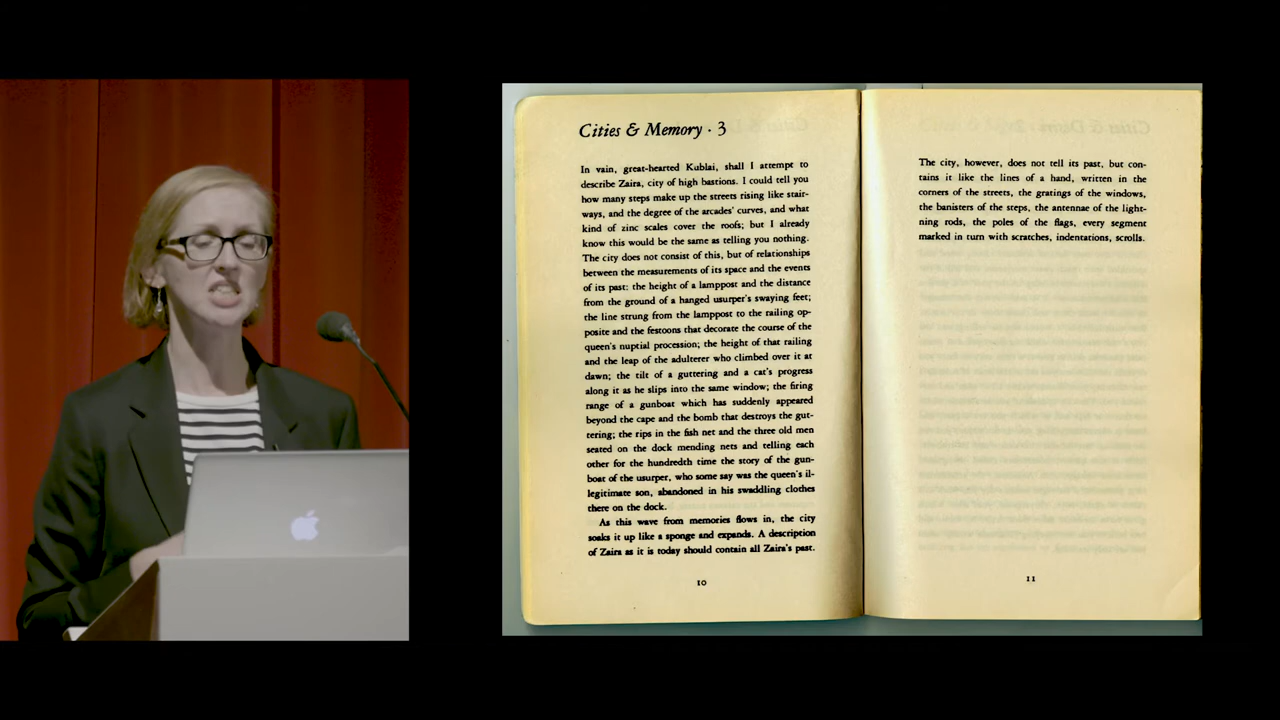 Cities & Memory · 3
In vain, great-hearted Kublai, shall I attempt to
describe Zaira, city of high bastions. I could tell you
how many steps make up the streets rising like stair-
ways, and the degree of the arcades' curves, and what
kind of zinc scales cover the roofs; but I already
know this would be the same as telling you nothing.
The city does not consist of this, but of relationships
between the measurements of its space and the events
of its past: the height of a lamppost and the distance
from the ground of a hanged usurper's swaying feet;
the line strung from the lamppost to the railing op-
posite and the festoons that decorate the course of the
queen's nuptial procession; the height of that railing
and the leap of the adulterer who climbed over it at
dawn; the tilt of a guttering and a cat's progress
along it as he slips into the same window; the firing
range of a gunboat which has suddenly appeared
beyond the cape and the bomb that destroys the gut-
tering; the rips in the fish net and the three old men
seated on the dock mending nets and telling each
other for the hundredth time the story of the gun-
boat of the usurper, who some say was the queen's il-
legitimate son, abandoned in his swaddling clothes
there on the dock.
As this wave from memories flows in, the city
soaks it up like a sponge and expands. A description
of Zaira as it is today should contain all Zaira's past.
10
The city, however, does not tell its past, but con-
tains it like the lines of a hand, written in the
corners of the streets, the gratings of the windows,
the banisters of the steps, the antennae of the light-
ning rods, the poles of the flags, every segment
marked in turn with scratches, indentations, scrolls.
11